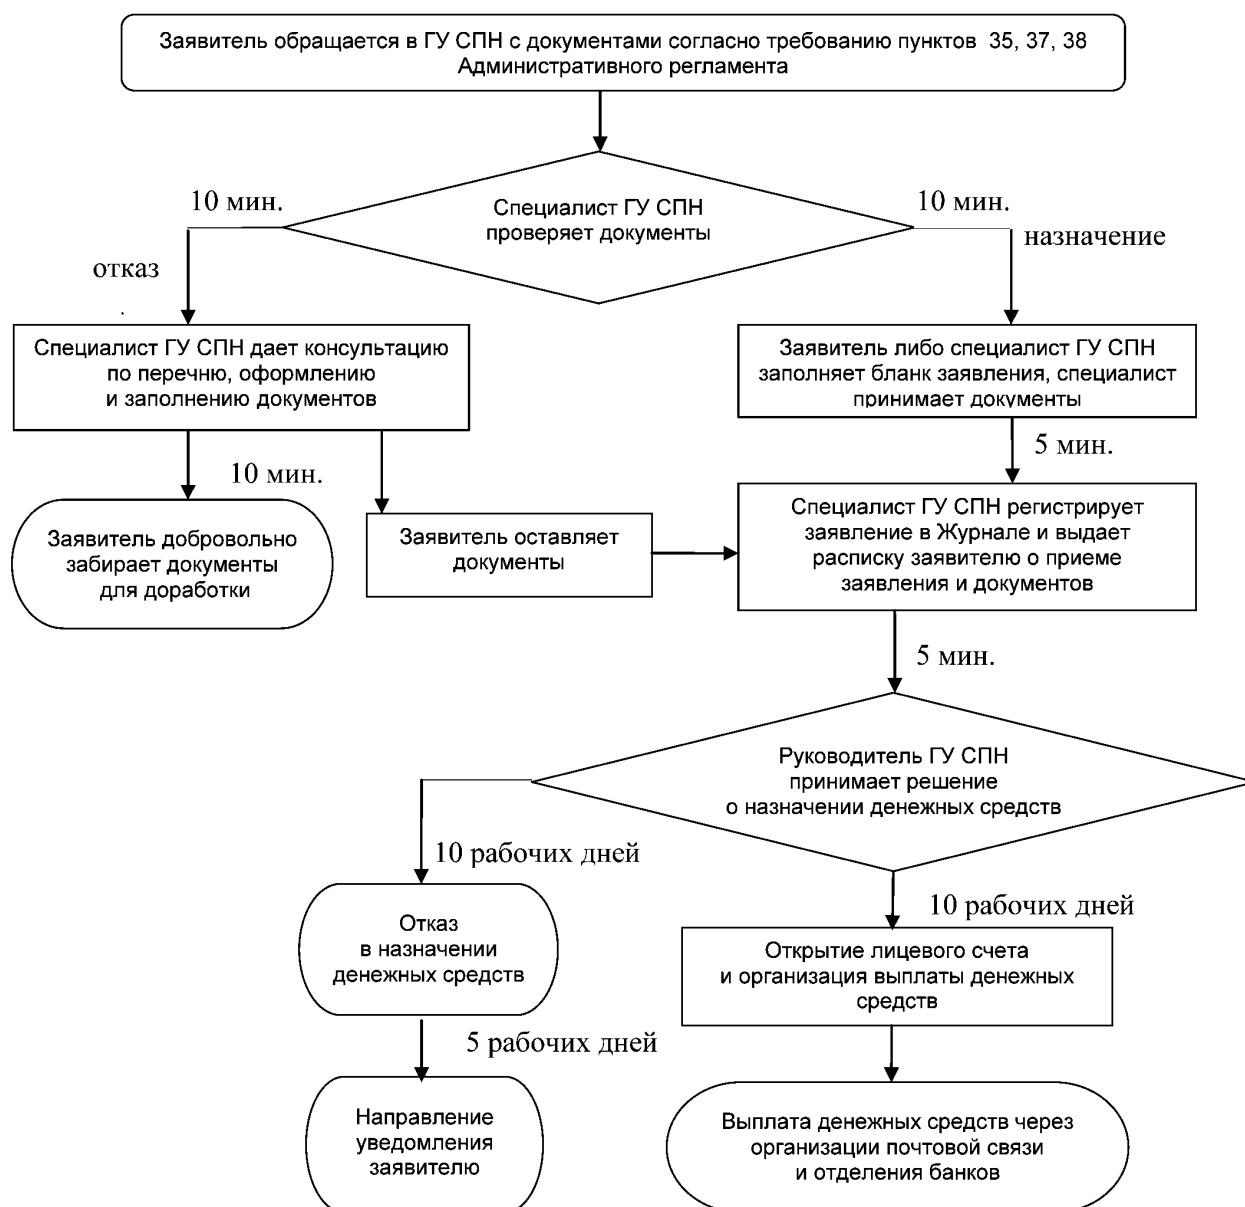 Заявитель обращается в ГУ СПН с документами согласно требованию пунктов 35, 37, 38
Административного регламента
10 мин.
Специалист ГУ СПН
проверяет документы
10 мин.
отказ
назначение
Специалист ГУ СПН дает консультацию
по перечню, оформлению
и заполнению документов
Заявитель либо специалист ГУ СПН
заполняет бланк заявления, специалист
принимает документы
10 мин.
5 мин.
Заявитель добровольно
забирает документы
для доработки
Заявитель оставляет
документы
Специалист ГУ СПН регистрирует
заявление в Журнале и выдает
расписку заявителю о приеме
заявления и документов
5 мин.
Руководитель ГУ СПН
принимает решение
о назначении денежных средств
10 рабочих дней
10 рабочих дней
Отказ
в назначении
денежных средств
Открытие лицевого счета
и организация выплаты денежных
средств
5 рабочих дней
Направление
уведомления
заявителю
Выплата денежных средств через
организации почтовой связи
и отделения банков